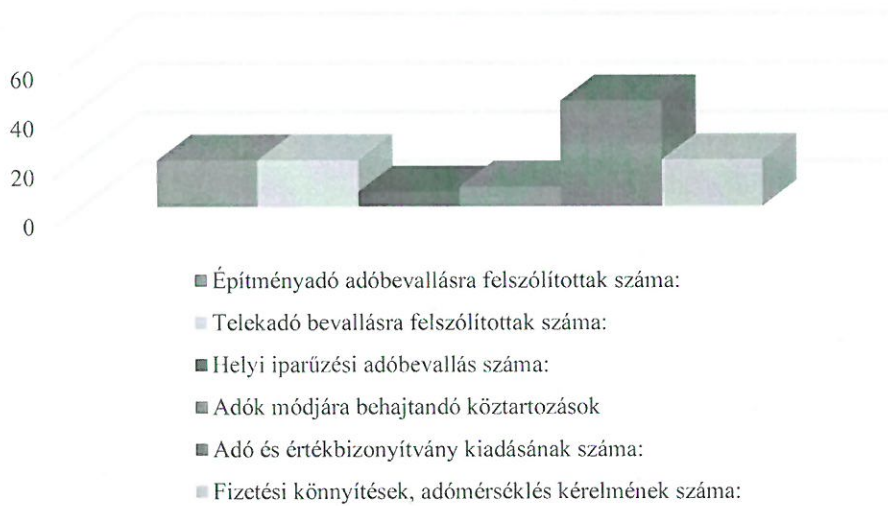 60
40
20
0
Építményadó adóbevallásra felszólítottak száma:
Telekadó bevallásra felszólítottak száma:
Helyi iparűzési adóbevallás száma:
Adók módjára behajtandó köztartozások
Adó és értékbizonyítvány kiadásának száma:
Fizetési könnyítések, adómérséklés kérelmének száma: